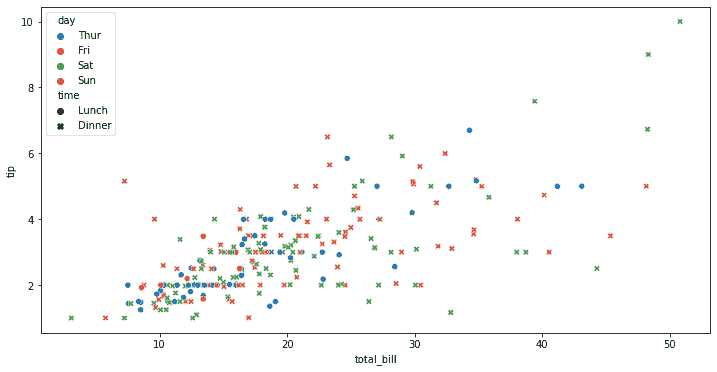 day
Thur
Fri
Sat
Sun
time
Lunch
Dinner
10
8
6
4
2
tip
10
20
30
40
50
total_bill